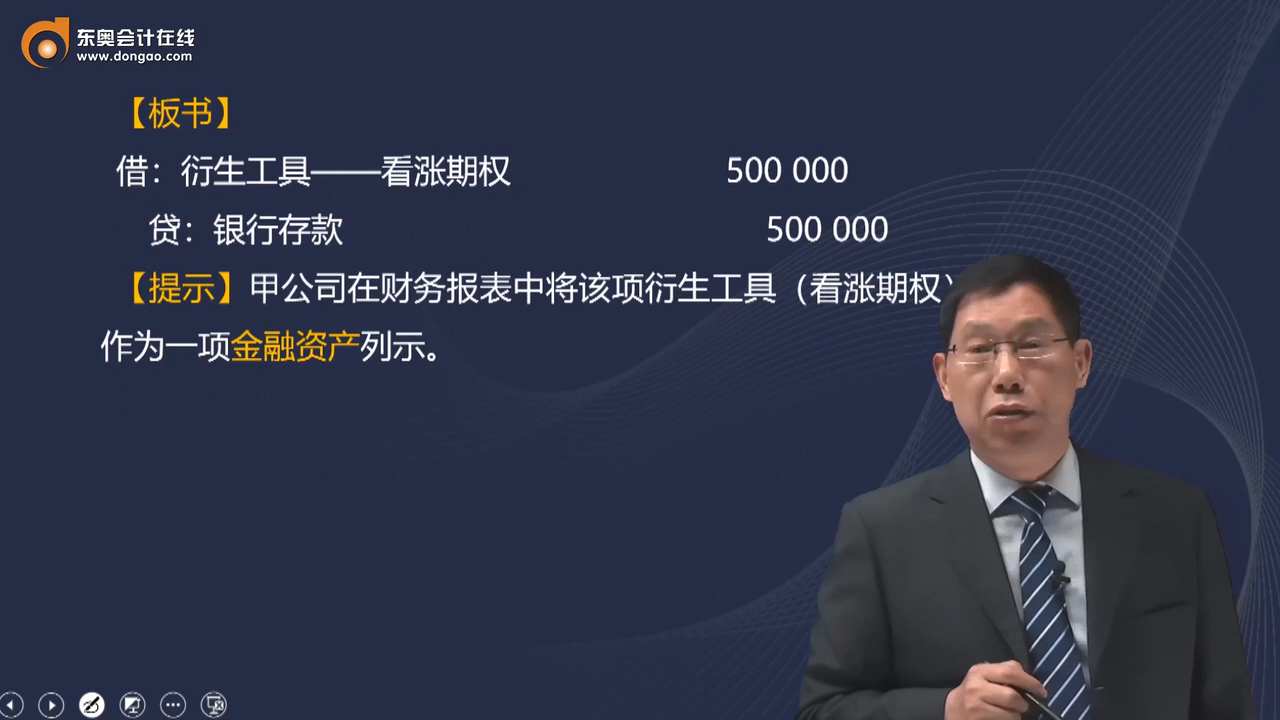 东奥会计在线
www.dongao.com
【板书】
借：衍生工具——看涨期权 500 000
贷：银行存款 500 000
【提示】甲公司在财务报表中将该项衍生工具（看涨期权）
作为一项金融资产列示。